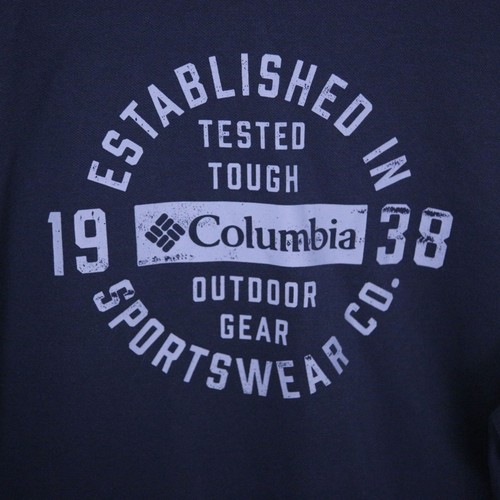 ESTABLISHED IN
TESTED
TOUGH
19 Columbia 38
OUTDOOR
GEAR
SPORTSWEAR CO.